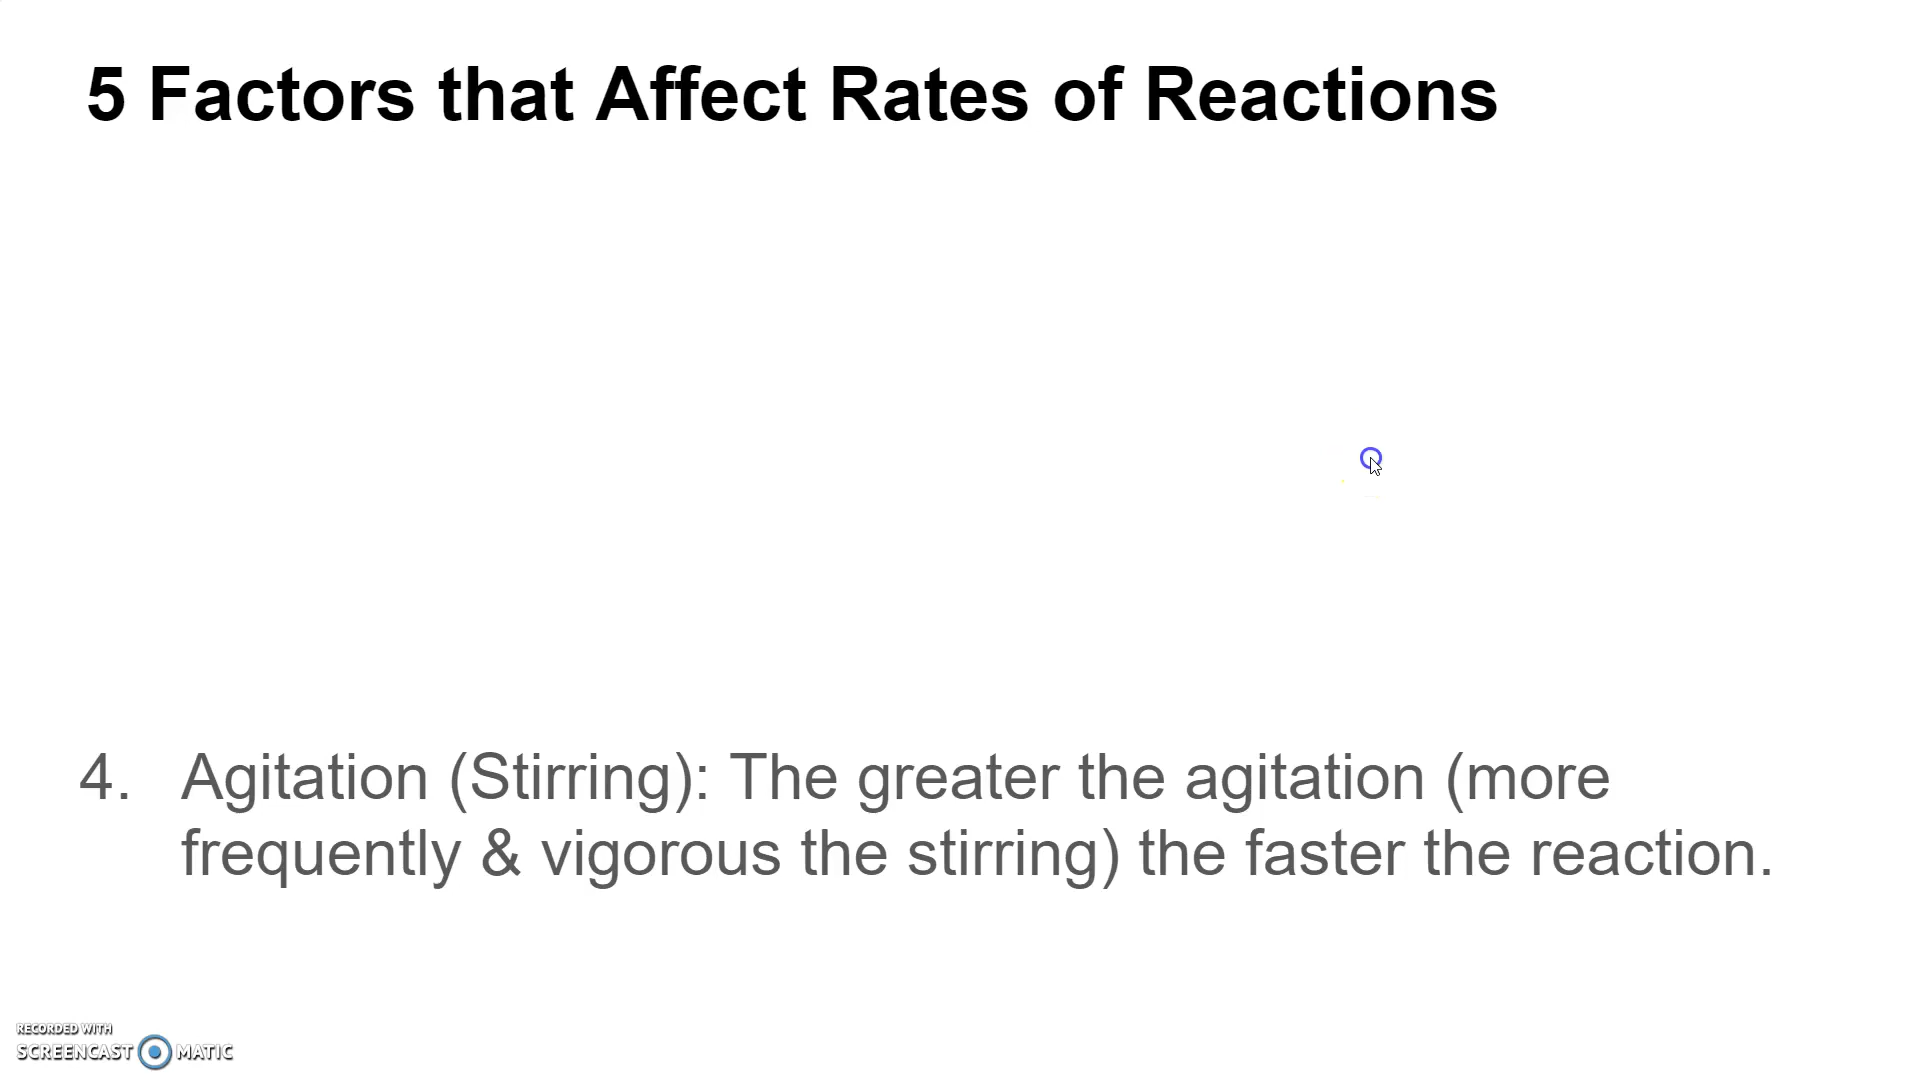 5 Factors that Affect Rates of Reactions
4. Agitation (Stirring): The greater the agitation (more
frequently & vigorous the stirring) the faster the reaction.
RECORDED WITH
SCREENCAST MATIC